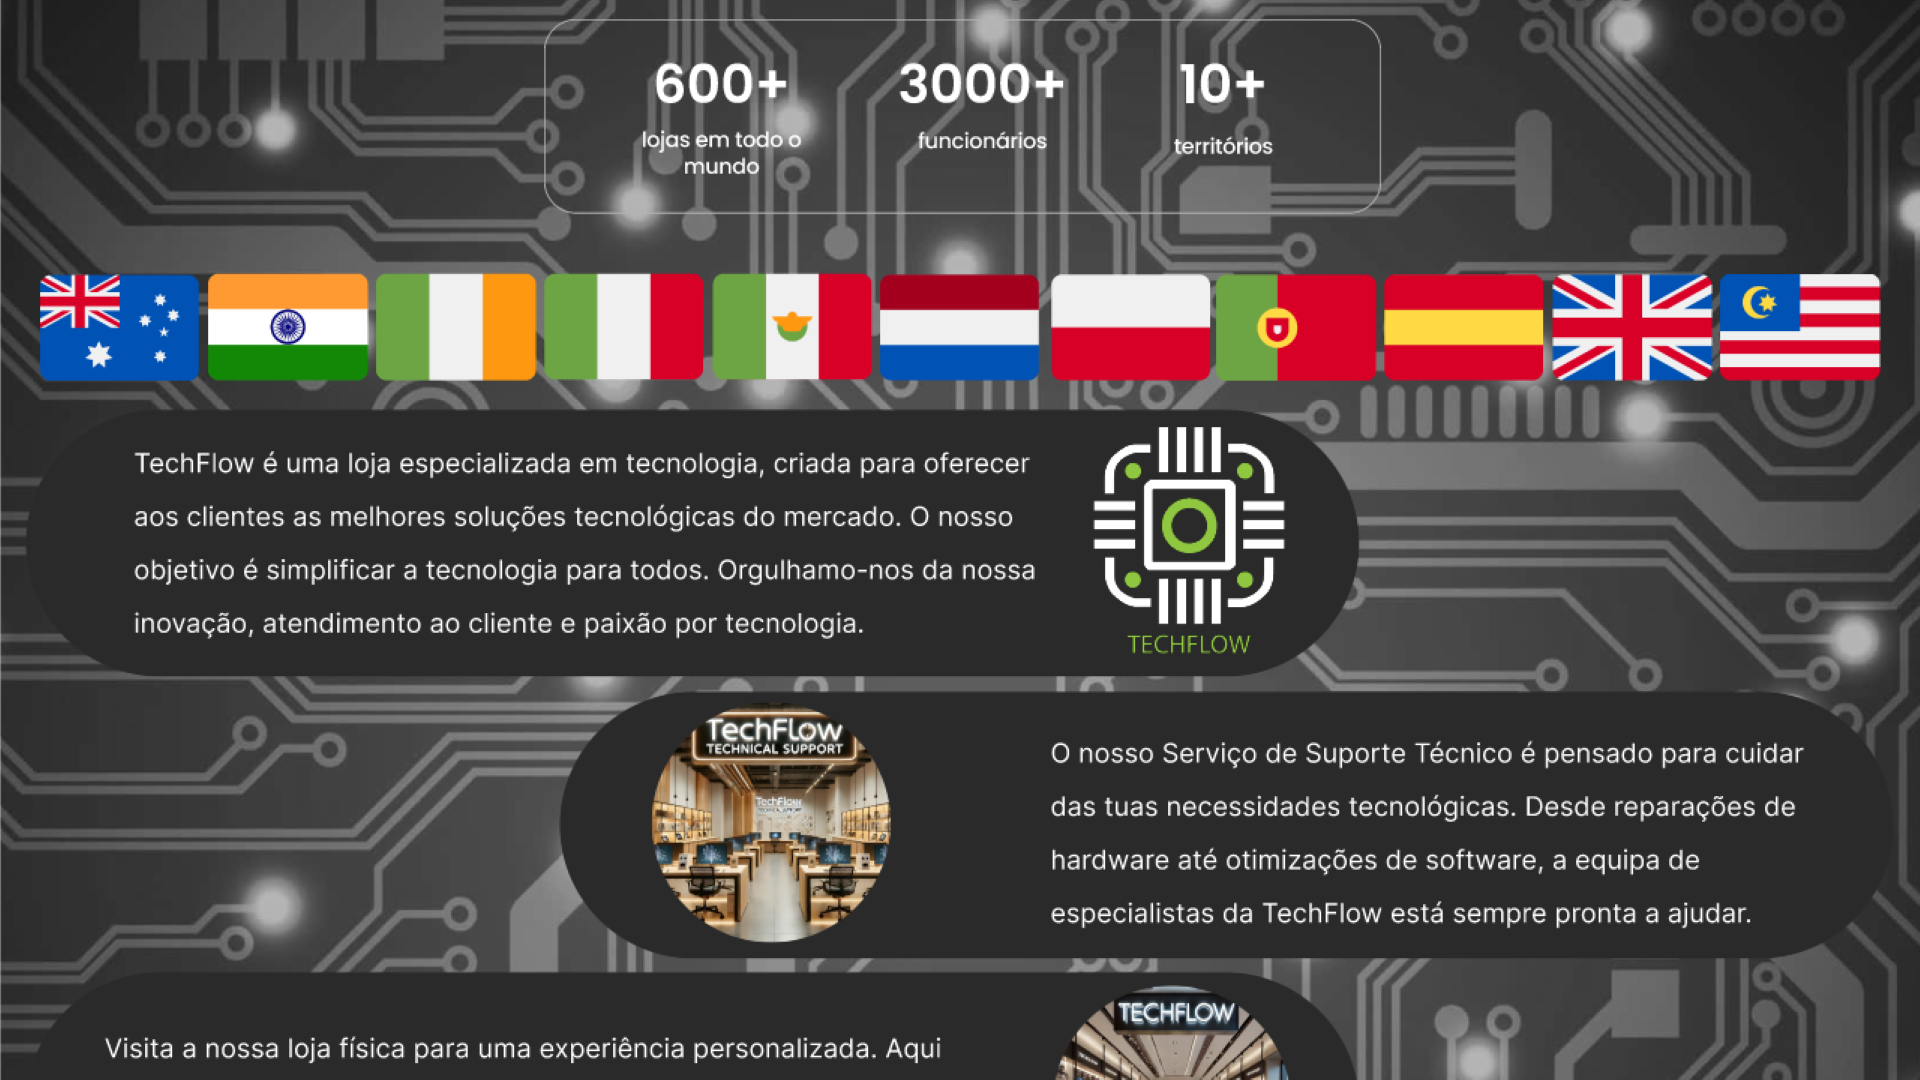 600+
lojas em todo o
mundo
3000+
funcionários
10+
territórios
TechFlow é uma loja especializada em tecnologia, criada para oferecer
aos clientes as melhores soluções tecnológicas do mercado. O nosso
objetivo é simplificar a tecnologia para todos. Orgulhamo-nos da nossa
inovação, atendimento ao cliente e paixão por tecnologia.
TECHFLOW
TechFlow
TECHNICAL SUPPORT
TechFlow
O nosso Serviço de Suporte Técnico é pensado para cuidar
das tuas necessidades tecnológicas. Desde reparações de
hardware até otimizações de software, a equipa de
especialistas da TechFlow está sempre pronta a ajudar.
Visita a nossa loja física para uma experiência personalizada. Aqui
TECHFLOW